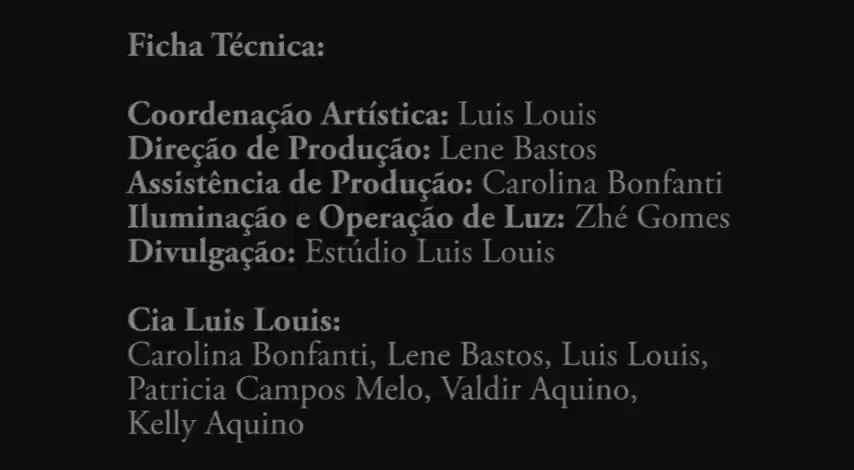 Ficha Técnica:
Coordenação Artística: Luis Louis
Direção de Produção: Lene Bastos
Assistência de Produção: Carolina Bonfanti
Iluminação e Operação de Luz: Zhé Gomes
Divulgação: Estúdio Luis Louis
Cia Luis Louis:
Carolina Bonfanti, Lene Bastos, Luis Louis,
Patricia Campos Melo, Valdir Aquino,
Kelly Aquino